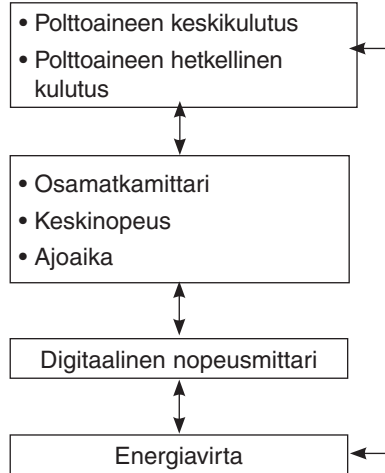 • Polttoaineen keskikulutus
• Polttoaineen hetkellinen
kulutus
• Osamatkamittari
• Keskinopeus
• Ajoaika
Digitaalinen nopeusmittari
Energiavirta